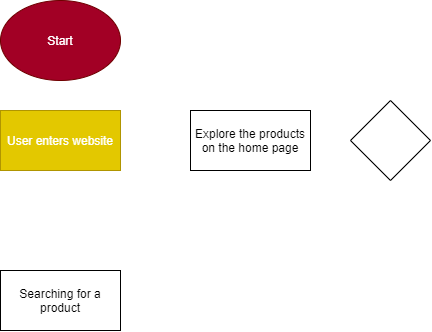 Start
User enters website
Explore the products
on the home page
Searching for a
product